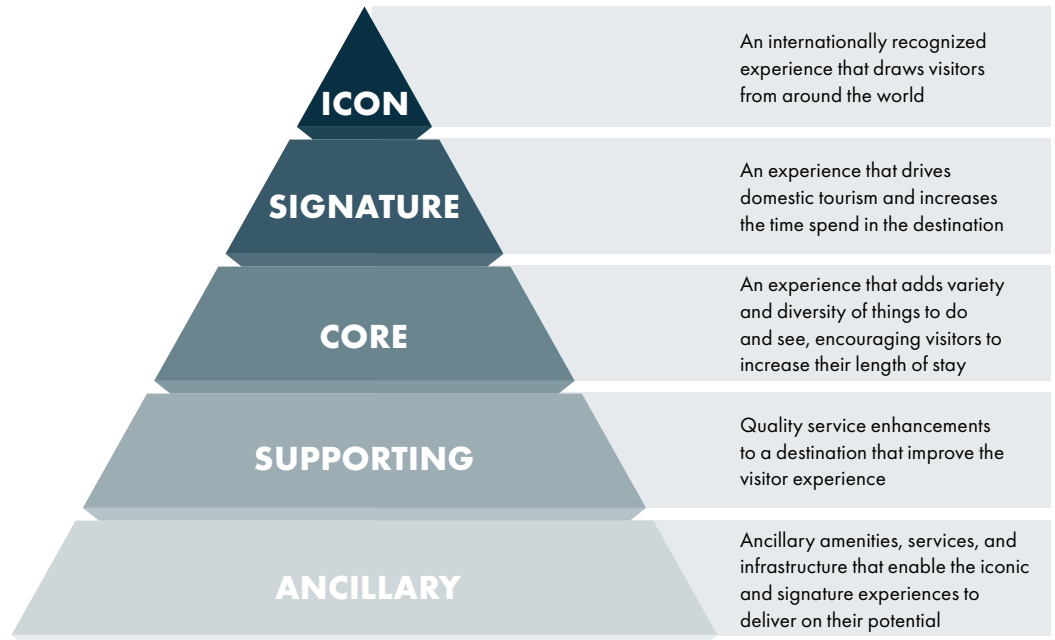 ICON
An internationally recognized
experience that draws visitors
from around the world
SIGNATURE
An experience that drives
domestic tourism and increases
the time spend in the destination
CORE
An experience that adds variety
and diversity of things to do
and see, encouraging visitors to
increase their length of stay
SUPPORTING
Quality service enhancements
to a destination that improve the
visitor experience
ANCILLARY
Ancillary amenities, services, and
infrastructure that enable the iconic
and signature experiences to
deliver on their potential